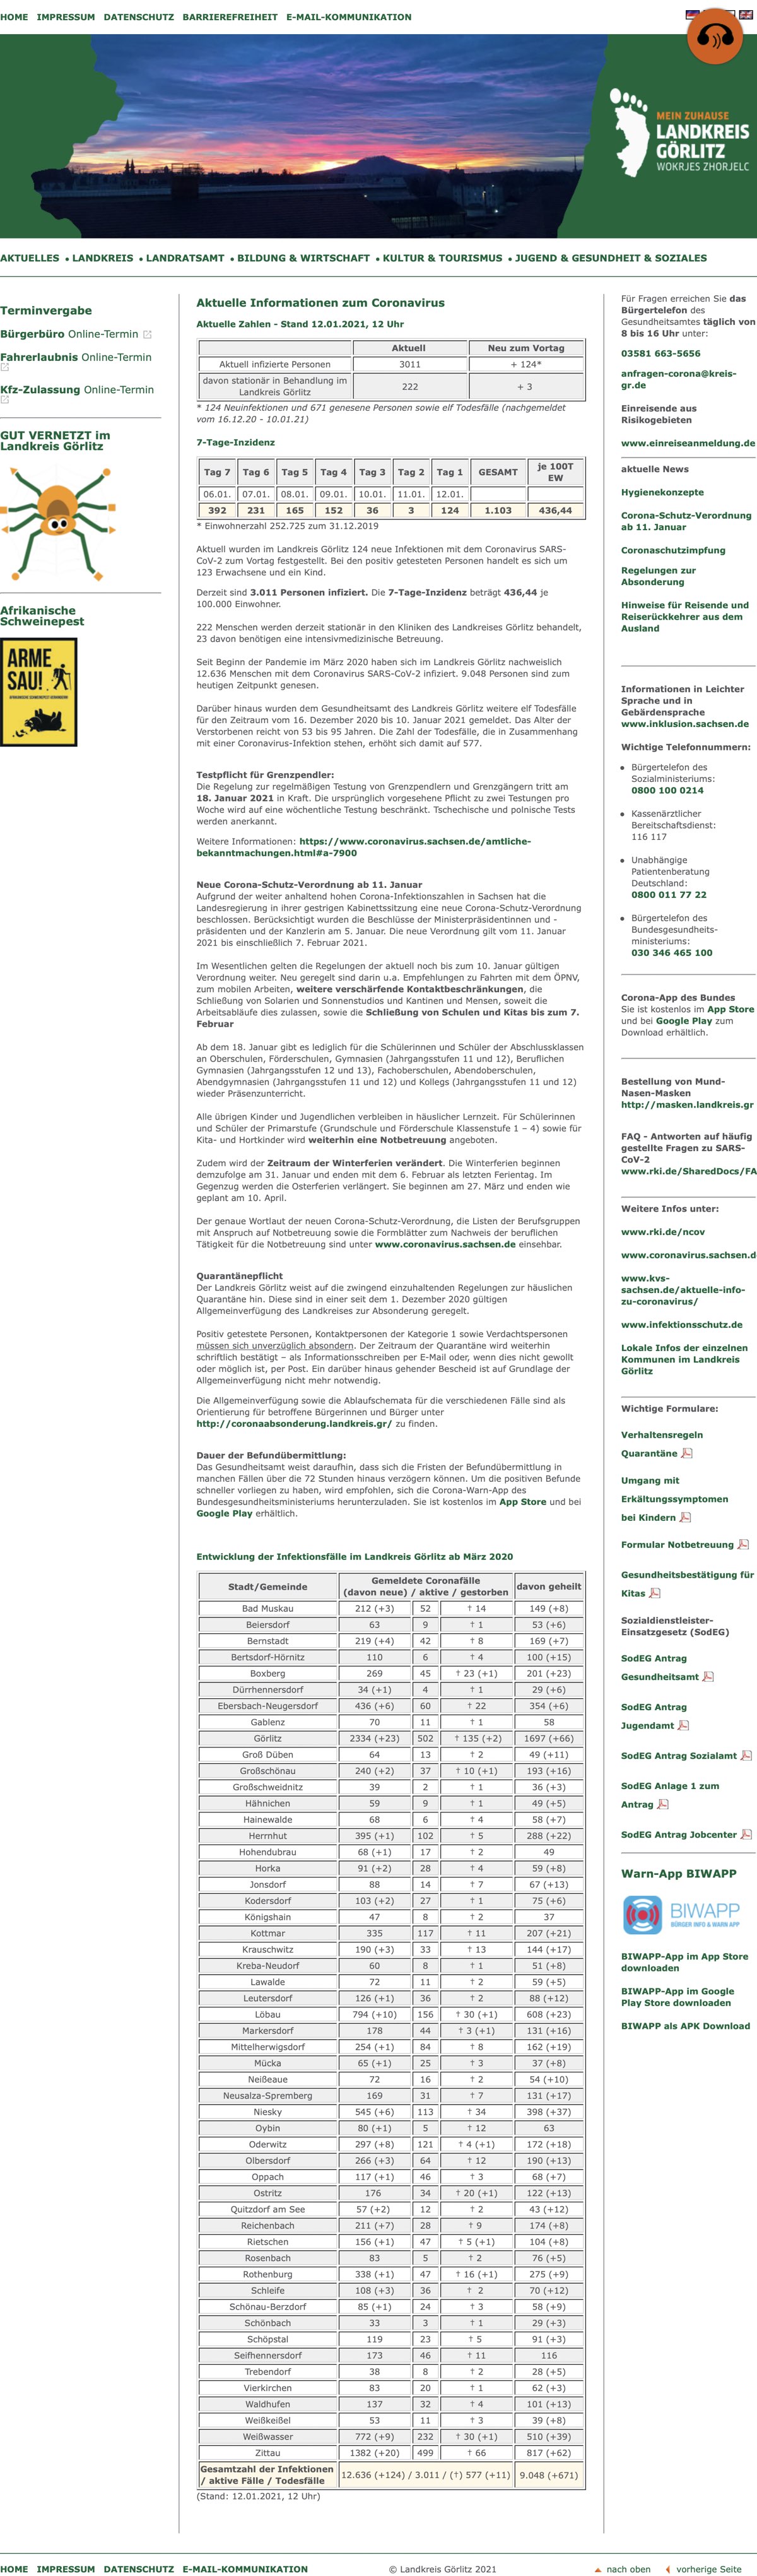 HOME IMPRESSUM DATENSCHUTZ BARRIEREFREIHEIT E-MAIL-KOMMUNIKATION
MEIN ZUHAUSE
LANDKREIS
GÖRLITZ
WOKRJES ZHORJELC
AKTUELLES • LANDKREIS • LANDRATSAMT • BILDUNG & WIRTSCHAFT • KULTUR & TOURISMUS • JUGEND & GESUNDHEIT & SOZIALES
Terminvergabe
Bürgerbüro Online-Termin
Fahrerlaubnis Online-Termin
Kfz-Zulassung Online-Termin
GUT VERNETZT im
Landkreis Görlitz
Afrikanische
Schweinepest
ARME
SAU!
Aktuelle Informationen zum Coronavirus
Aktuelle Zahlen - Stand 12.01.2021, 12 Uhr
Aktuell Neu zum Vortag
Aktuell infizierte Personen 3011 + 124*
davon stationär in Behandlung im
Landkreis Görlitz 222 + 3
* 124 Neuinfektionen und 671 genesene Personen sowie elf Todesfälle (nachgemeldet
vom 16.12.20 - 10.01.21)
7-Tage-Inzidenz
Tag 7 Tag 6 Tag 5 Tag 4 Tag 3 Tag 2 Tag 1 GESAMT je 100T
EW
06.01. 07.01. 08.01. 09.01. 10.01. 11.01. 12.01.
392 231 165 152 36 3 124 1.103 436,44
* Einwohnerzahl 252.725 zum 31.12.2019
Aktuell wurden im Landkreis Görlitz 124 neue Infektionen mit dem Coronavirus SARS-
CoV-2 zum Vortag festgestellt. Bei den positiv getesteten Personen handelt es sich um
123 Erwachsene und ein Kind.
Derzeit sind 3.011 Personen infiziert. Die 7-Tage-Inzidenz beträgt 436,44 je
100.000 Einwohner.
222 Menschen werden derzeit stationär in den Kliniken des Landkreises Görlitz behandelt,
23 davon benötigen eine intensivmedizinische Betreuung.
Seit Beginn der Pandemie im März 2020 haben sich im Landkreis Görlitz nachweislich
12.636 Menschen mit dem Coronavirus SARS-CoV-2 infiziert. 9.048 Personen sind zum
heutigen Zeitpunkt genesen.
Darüber hinaus wurden dem Gesundheitsamt des Landkreis Görlitz weitere elf Todesfälle
für den Zeitraum vom 16. Dezember 2020 bis 10. Januar 2021 gemeldet. Das Alter der
Verstorbenen reicht von 53 bis 95 Jahren. Die Zahl der Todesfälle, die in Zusammenhang
mit einer Coronavirus-Infektion stehen, erhöht sich damit auf 577.
Testpflicht für Grenzpendler:
Die Regelung zur regelmäßigen Testung von Grenzpendlern und Grenzgängern tritt am
18. Januar 2021 in Kraft. Die ursprünglich vorgesehene Pflicht zu zwei Testungen pro
Woche wird auf eine wöchentliche Testung beschränkt. Tschechische und polnische Tests
werden anerkannt.
Weitere Informationen: https://www.coronavirus.sachsen.de/amtliche-
bekanntmachungen.html#a-7900
Neue Corona-Schutz-Verordnung ab 11. Januar
Aufgrund der weiter anhaltend hohen Corona-Infektionszahlen in Sachsen hat die
Landesregierung in ihrer gestrigen Kabinettssitzung eine neue Corona-Schutz-Verordnung
beschlossen. Berücksichtigt wurden die Beschlüsse der Ministerpräsidentinnen und -
präsidenten und der Kanzlerin am 5. Januar. Die neue Verordnung gilt vom 11. Januar
2021 bis einschließlich 7. Februar 2021.
Im Wesentlichen gelten die Regelungen der aktuell noch bis zum 10. Januar gültigen
Verordnung weiter. Neu geregelt sind darin u.a. Empfehlungen zu Fahrten mit dem ÖPNV,
zum mobilen Arbeiten, weitere verschärfende Kontaktbeschränkungen, die
Schließung von Solarien und Sonnenstudios und Kantinen und Mensen, soweit die
Arbeitsabläufe dies zulassen, sowie die Schließung von Schulen und Kitas bis zum 7.
Februar
Ab dem 18. Januar gibt es lediglich für die Schülerinnen und Schüler der Abschlussklassen
an Oberschulen, Förderschulen, Gymnasien (Jahrgangsstufen 11 und 12), Beruflichen
Gymnasien (Jahrgangsstufen 12 und 13), Fachoberschulen, Abendoberschulen,
Abendgymnasien (Jahrgangsstufen 11 und 12) und Kollegs (Jahrgangsstufen 11 und 12)
wieder Präsenzunterricht.
Alle übrigen Kinder und Jugendlichen verbleiben in häuslicher Lernzeit. Für Schülerinnen
und Schüler der Primarstufe (Grundschule und Förderschule Klassenstufe 1 – 4) sowie für
Kita- und Hortkinder wird weiterhin eine Notbetreuung angeboten.
Zudem wird der Zeitraum der Winterferien verändert. Die Winterferien beginnen
demzufolge am 31. Januar und enden mit dem 6. Februar als letzten Ferientag. Im
Gegenzug werden die Osterferien verlängert. Sie beginnen am 27. März und enden wie
geplant am 10. April.
Der genaue Wortlaut der neuen Corona-Schutz-Verordnung, die Listen der Berufsgruppen
mit Anspruch auf Notbetreuung sowie die Formblätter zum Nachweis der beruflichen
Tätigkeit für die Notbetreuung sind unter www.coronavirus.sachsen.de einsehbar.
Quarantänepflicht
Der Landkreis Görlitz weist auf die zwingend einzuhaltenden Regelungen zur häuslichen
Quarantäne hin. Diese sind in einer seit dem 1. Dezember 2020 gültigen
Allgemeinverfügung des Landkreises zur Absonderung geregelt.
Positiv getestete Personen, Kontaktpersonen der Kategorie 1 sowie Verdachtspersonen
müssen sich unverzüglich absondern. Der Zeitraum der Quarantäne wird weiterhin
schriftlich bestätigt – als Informationsschreiben per E-Mail oder, wenn dies nicht gewollt
oder möglich ist, per Post. Ein darüber hinaus gehender Bescheid ist auf Grundlage der
Allgemeinverfügung nicht mehr notwendig.
Die Allgemeinverfügung sowie die Ablaufschemata für die verschiedenen Fälle sind als
Orientierung für betroffene Bürgerinnen und Bürger unter
http://coronaabsonderung.landkreis.gr/ zu finden.
Dauer der Befundübermittlung:
Das Gesundheitsamt weist daraufhin, dass sich die Fristen der Befundübermittlung in
manchen Fällen über die 72 Stunden hinaus verzögern können. Um die positiven Befunde
schneller vorliegen zu haben, wird empfohlen, sich die Corona-Warn-App des
Bundesgesundheitsministeriums herunterzuladen. Sie ist kostenlos im App Store und bei
Google Play erhältlich.
Entwicklung der Infektionsfälle im Landkreis Görlitz ab März 2020
Stadt/Gemeinde Gemeldete Coronafälle
(davon neue) / aktive / gestorben davon geheilt
Bad Muskau 212 (+3) 52 † 14 149 (+8)
Beiersdorf 63 9 † 1 53 (+6)
Bernstadt 219 (+4) 42 † 8 169 (+7)
Bertsdorf-Hörnitz 110 6 † 4 100 (+15)
Boxberg 269 45 † 23 (+1) 201 (+23)
Dürrhennersdorf 34 (+1) 4 † 1 29 (+6)
Ebersbach-Neugersdorf 436 (+6) 60 † 22 354 (+6)
Gablenz 70 11 † 1 58
Görlitz 2334 (+23) 502 † 135 (+2) 1697 (+66)
Groß Düben 64 13 † 2 49 (+11)
Großschönau 240 (+2) 37 † 10 (+1) 193 (+16)
Großschweidnitz 39 2 † 1 36 (+3)
Hähnichen 59 9 † 1 49 (+5)
Hainewalde 68 6 † 4 58 (+7)
Herrnhut 395 (+1) 102 † 5 288 (+22)
Hohendubrau 68 (+1) 17 † 2 49
Horka 91 (+2) 28 † 4 59 (+8)
Jonsdorf 88 14 † 7 67 (+13)
Kodersdorf 103 (+2) 27 † 1 75 (+6)
Königshain 47 8 † 2 37
Kottmar 335 117 † 11 207 (+21)
Krauschwitz 190 (+3) 33 † 13 144 (+17)
Kreba-Neudorf 60 8 † 1 51 (+8)
Lawalde 72 11 † 2 59 (+5)
Leutersdorf 126 (+1) 36 † 2 88 (+12)
Löbau 794 (+10) 156 † 30 (+1) 608 (+23)
Markersdorf 178 44 † 3 (+1) 131 (+16)
Mittelherwigsdorf 254 (+1) 84 † 8 162 (+19)
Mücka 65 (+1) 25 † 3 37 (+8)
Neißeaue 72 16 † 2 54 (+10)
Neusalza-Spremberg 169 31 † 7 131 (+17)
Niesky 545 (+6) 113 † 34 398 (+37)
Oybin 80 (+1) 5 † 12 63
Oderwitz 297 (+8) 121 † 4 (+1) 172 (+18)
Olbersdorf 266 (+3) 64 † 12 190 (+13)
Oppach 117 (+1) 46 † 3 68 (+7)
Ostritz 176 34 † 20 (+1) 122 (+13)
Quitzdorf am See 57 (+2) 12 † 2 43 (+12)
Reichenbach 211 (+7) 28 † 9 174 (+8)
Rietschen 156 (+1) 47 † 5 (+1) 104 (+8)
Rosenbach 83 5 † 2 76 (+5)
Rothenburg 338 (+1) 47 † 16 (+1) 275 (+9)
Schleife 108 (+3) 36 † 2 70 (+12)
Schönau-Berzdorf 85 (+1) 24 † 3 58 (+9)
Schönbach 33 3 † 1 29 (+3)
Schöpstal 119 23 † 5 91 (+3)
Seifhennersdorf 173 46 † 11 116
Trebendorf 38 8 † 2 28 (+5)
Vierkirchen 83 20 † 1 62 (+3)
Waldhufen 137 32 † 4 101 (+13)
Weißkeißel 53 11 † 3 39 (+8)
Weißwasser 772 (+9) 232 † 30 (+1) 510 (+39)
Zittau 1382 (+20) 499 † 66 817 (+62)
Gesamtzahl der Infektionen
/ aktive Fälle / Todesfälle 12.636 (+124) / 3.011 / (†) 577 (+11) 9.048 (+671)
(Stand: 12.01.2021, 12 Uhr)
Für Fragen erreichen Sie das
Bürgertelefon des
Gesundheitsamtes täglich von
8 bis 16 Uhr unter:
03581 663-5656
anfragen-corona@kreis-
gr.de
Einreisende aus
Risikogebieten
www.einreiseanmeldung.de
aktuelle News
Hygienekonzepte
Corona-Schutz-Verordnung
ab 11. Januar
Coronaschutzimpfung
Regelungen zur
Absonderung
Hinweise für Reisende und
Reiserückkehrer aus dem
Ausland
Informationen in Leichter
Sprache und in
Gebärdensprache
www.inklusion.sachsen.de
Wichtige Telefonnummern:
• Bürgertelefon des
Sozialministeriums:
0800 100 0214
• Kassenärztlicher
Bereitschaftsdienst:
116 117
• Unabhängige
Patientenberatung
Deutschland:
0800 011 77 22
• Bürgertelefon des
Bundesgesundheits-
ministeriums:
030 346 465 100
Corona-App des Bundes
Sie ist kostenlos im App Store
und bei Google Play zum
Download erhältlich.
Bestellung von Mund-
Nasen-Masken
http://masken.landkreis.gr
FAQ - Antworten auf häufig
gestellte Fragen zu SARS-
CoV-2
www.rki.de/SharedDocs/FA
Weitere Infos unter:
www.rki.de/ncov
www.coronavirus.sachsen.d
www.kvs-
sachsen.de/aktuelle-info-
zu-coronavirus/
www.infektionsschutz.de
Lokale Infos der einzelnen
Kommunen im Landkreis
Görlitz
Wichtige Formulare:
Verhaltensregeln
Quarantäne
Umgang mit
Erkältungssymptomen
bei Kindern
Formular Notbetreuung
Gesundheitsbestätigung für
Kitas
Sozialdienstleister-
Einsatzgesetz (SodEG)
SodEG Antrag
Gesundheitsamt
SodEG Antrag
Jugendamt
SodEG Antrag Sozialamt
SodEG Anlage 1 zum
Antrag
SodEG Antrag Jobcenter
Warn-App BIWAPP
BIWAPP
BÜRGER INFO & WARN APP
BIWAPP-App im App Store
downloaden
BIWAPP-App im Google
Play Store downloaden
BIWAPP als APK Download
HOME IMPRESSUM DATENSCHUTZ E-MAIL-KOMMUNIKATION © Landkreis Görlitz 2021 nach oben vorherige Seite